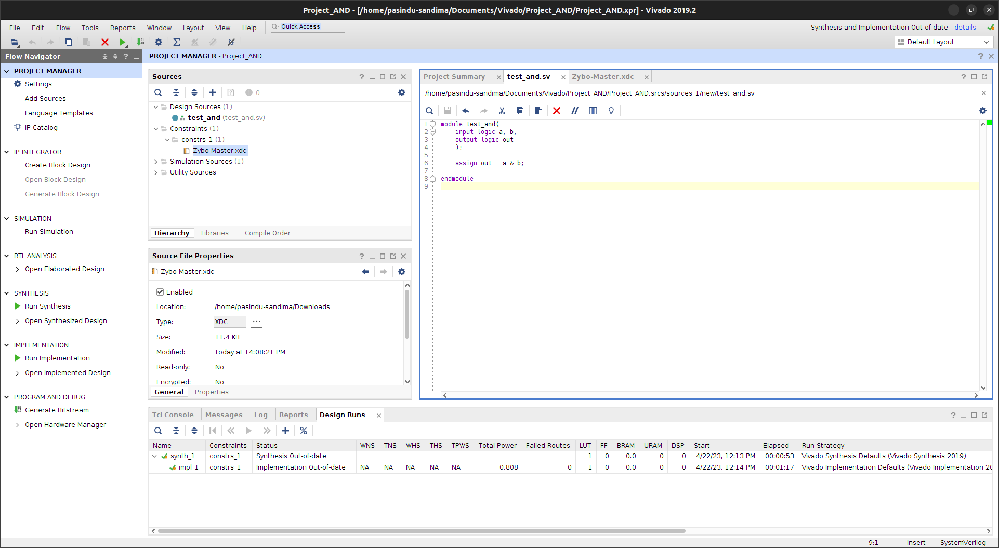 Project_AND - [/home/pasindu-sandima/Documents/Vivado/Project_AND/Project_AND.xpr] - Vivado 2019.2
File Edit Flow Tools Reports Window Layout View Help Quick Access
Synthesis and Implementation Out-of-date details
Default Layout
Flow Navigator
PROJECT MANAGER
Settings
Add Sources
Language Templates
IP Catalog
IP INTEGRATOR
Create Block Design
Open Block Design
Generate Block Design
SIMULATION
Run Simulation
RTL ANALYSIS
Open Elaborated Design
SYNTHESIS
Run Synthesis
Open Synthesized Design
IMPLEMENTATION
Run Implementation
Open Implemented Design
PROGRAM AND DEBUG
Generate Bitstream
Open Hardware Manager
PROJECT MANAGER - Project_AND
Sources
0
Design Sources (1)
test_and (test_and.sv)
Constraints (1)
constrs_1 (1)
Zybo-Master.xdc
Simulation Sources (1)
Utility Sources
Hierarchy Libraries Compile Order
Source File Properties
Zybo-Master.xdc
Enabled
Location: /home/pasindu-sandima/Downloads
Type: XDC ...
Size: 11.4 KB
Modified: Today at 14:08:21 PM
Read-only: No
Encrypted: No
General Properties
Project Summary test_and.sv Zybo-Master.xdc
/home/pasindu-sandima/Documents/Vivado/Project_AND/Project_AND.srcs/sources_1/new/test_and.sv
1 module test_and(
2 input logic a, b,
3 output logic out
4 );
5
6 assign out = a & b;
7
8 endmodule
9
Tcl Console Messages Log Reports Design Runs
Name Constraints Status WNS TNS WHS THS TPWS Total Power Failed Routes LUT FF BRAM URAM DSP Start Elapsed Run Strategy
synth_1 constrs_1 Synthesis Out-of-date 1 0 0.0 0 0 4/22/23, 12:13 PM 00:00:53 Vivado Synthesis Defaults (Vivado Synthesis 2019)
impl_1 constrs_1 Implementation Out-of-date NA NA NA NA NA 0.808 0 1 0 0.0 0 0 4/22/23, 12:14 PM 00:01:17 Vivado Implementation Defaults (Vivado Implementation 20
9:1 Insert SystemVerilog